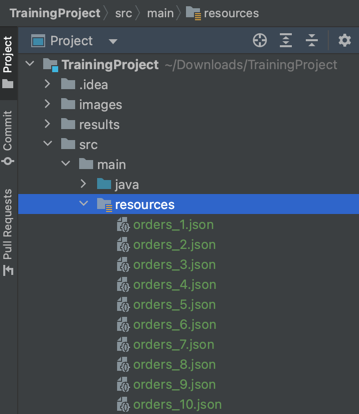 TrainingProject src main resources
Project
TrainingProject ~/Downloads/TrainingProject
.idea
images
results
src
main
java
resources
orders_1.json
orders_2.json
orders_3.json
orders_4.json
orders_5.json
orders_6.json
orders_7.json
orders_8.json
orders_9.json
orders_10.json
Project
Commit
Pull Requests